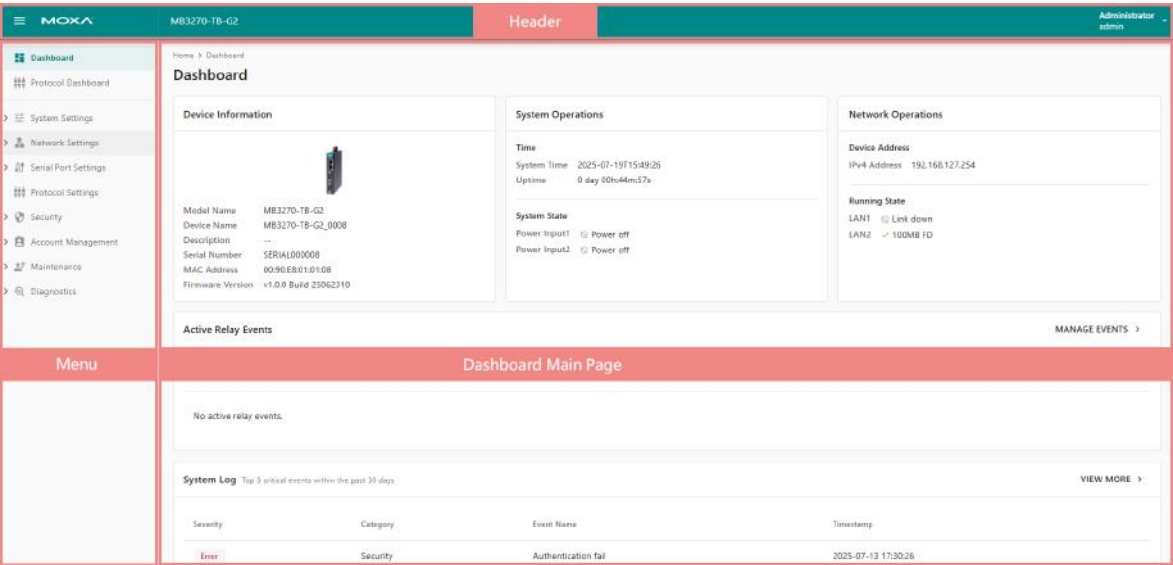 MOXA
MB3270-TB-G2
Header
Administrator
admin
Dashboard
Protocol Dashboard
System Settings
Network Settings
Serial Port Settings
Protocol Settings
Security
Account Management
Maintenance
Diagnostics
Menu
Home > Dashboard
Dashboard
Device Information
Model Name MB3270-TB-G2
Device Name MB3270-TB-G2_0008
Description --
Serial Number SERIAL000008
MAC Address 00:90:E8:01:01:08
Firmware Version v1.0.0 Build 25062310
System Operations
Time
System Time 2025-07-19T15:49:26
Uptime 0 day 00h:44m:57s
System State
Power Input1 Power off
Power Input2 Power off
Network Operations
Device Address
IPv4 Address 192.168.127.254
Running State
LAN1 Link down
LAN2 100MB FD
Active Relay Events MANAGE EVENTS >
Dashboard Main Page
No active relay events.
System Log Top 3 critical events within the past 30 days VIEW MORE >
Severity Category Event Name Timestamp
Error Security Authentication fail 2025-07-13 17:30:26